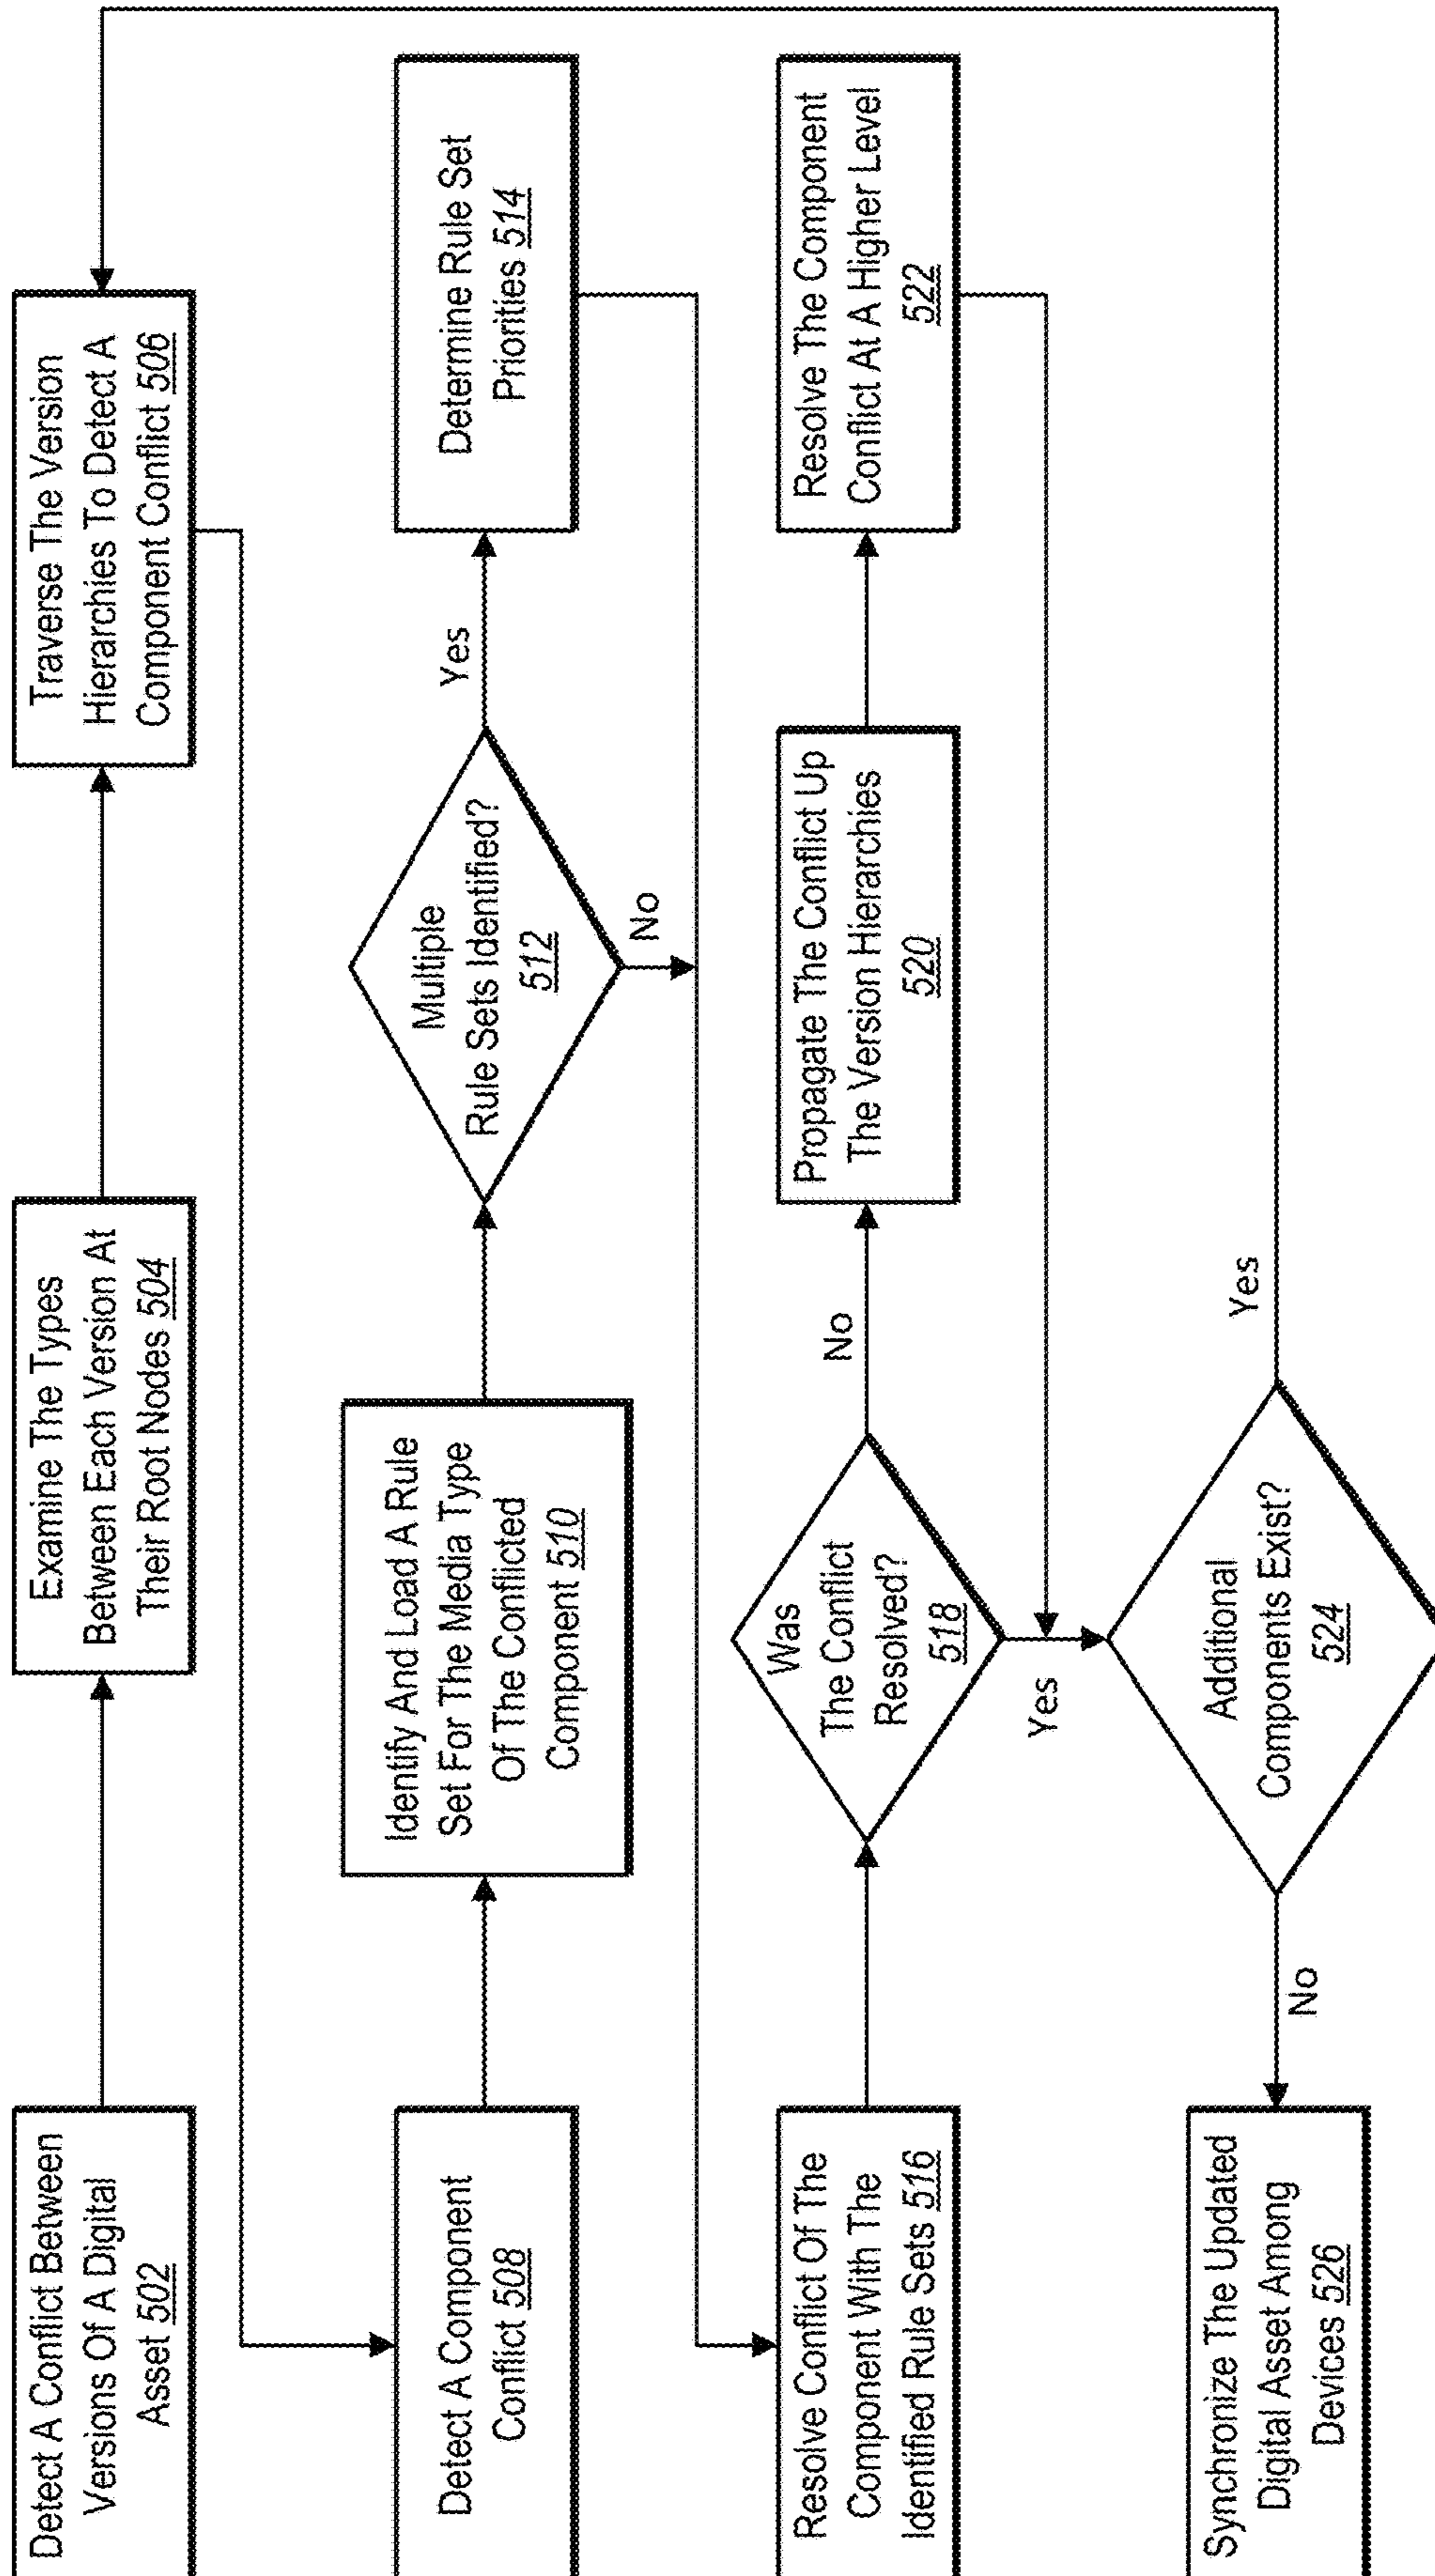 Detect A Conflict Between
Versions Of A Digital
Asset 502
Examine The Types
Between Each Version At
Their Root Nodes 504
Traverse The Version
Hierarchies To Detect A
Component Conflict 506
Detect A Component
Conflict 508
Identify And Load A Rule
Set For The Media Type
Of The Conflicted
Component 510
Multiple
Rule Sets Identified?
512
Yes
No
Determine Rule Set
Priorities 514
Resolve Conflict Of The
Component With The
Identified Rule Sets 516
Was
The Conflict
Resolved?
518
No
Yes
Propagate The Conflict Up
The Version Hierarchies
520
Resolve The Component
Conflict At A Higher Level
522
Additional
Components Exist?
524
Yes
No
Synchronize The Updated
Digital Asset Among
Devices 526